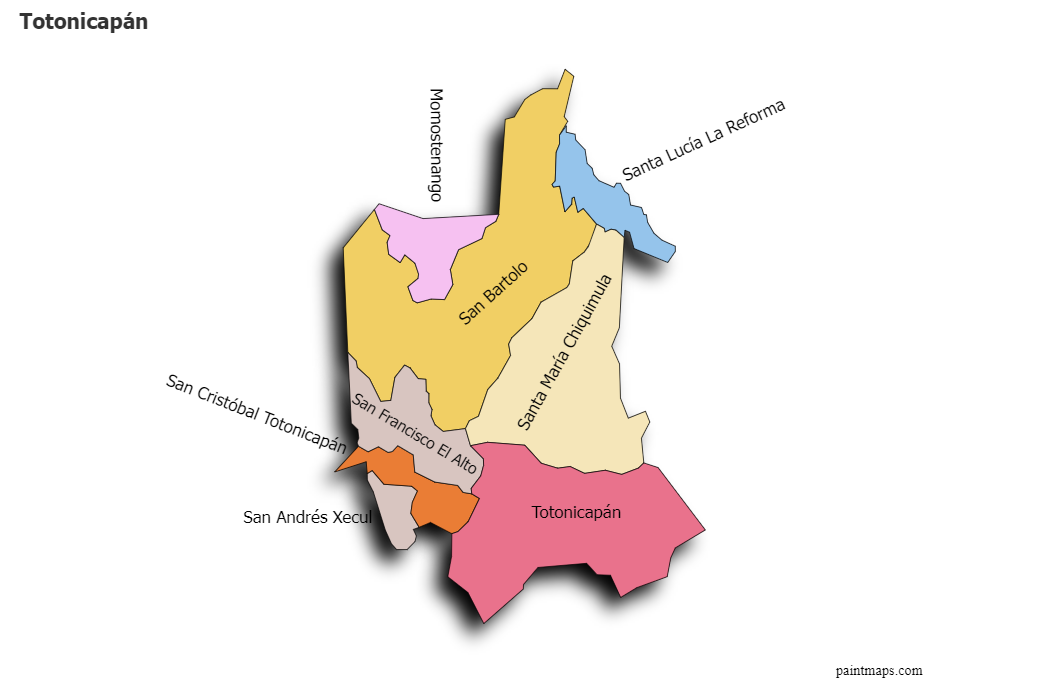 Totonicapán
Momostenango
Santa Lucía La Reforma
San Bartolo
Santa María Chiquimula
San Cristóbal Totonicapán
San Francisco El Alto
San Andrés Xecul
Totonicapán
paintmaps.com